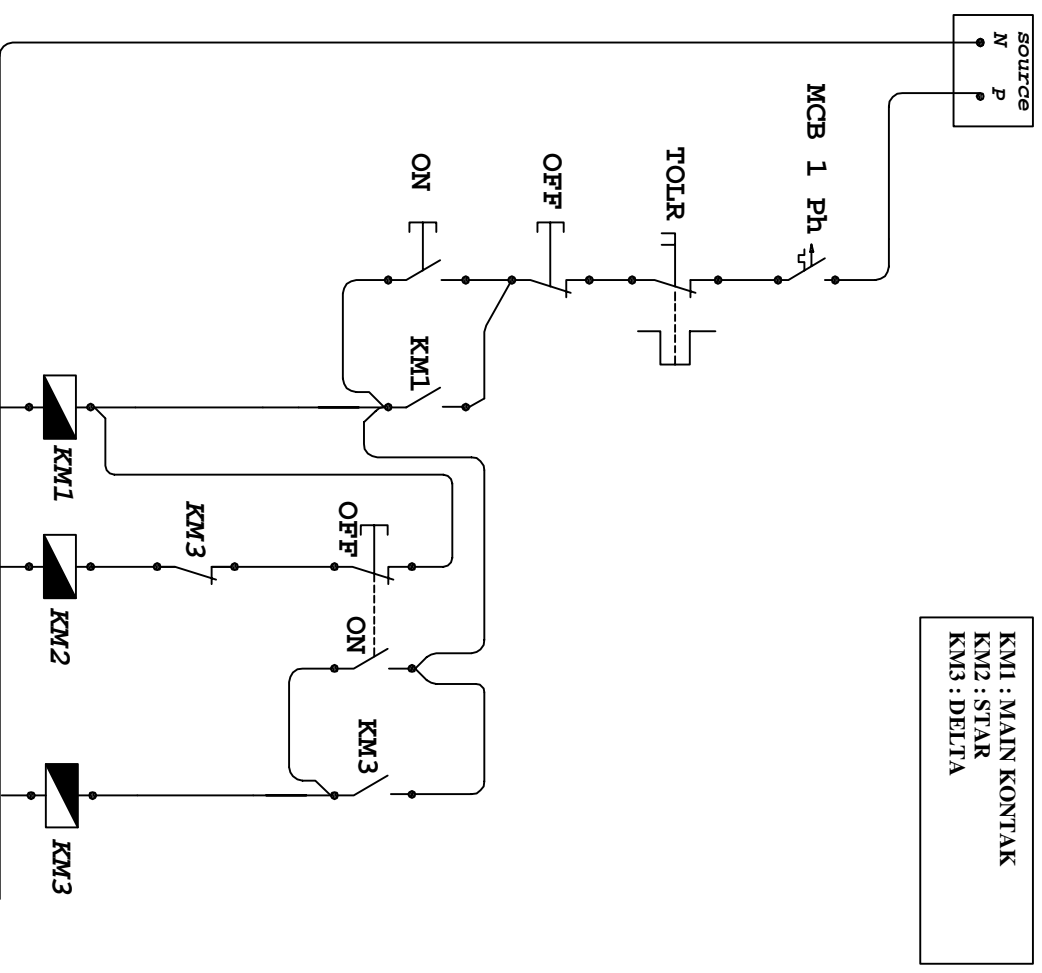 source
N
P
MCB 1 Ph
TOLR
OFF
ON
KM1
KM1
OFF
KM3
KM2
ON
KM3
KM3
KM1 : MAIN KONTAK
KM2 : STAR
KM3 : DELTA